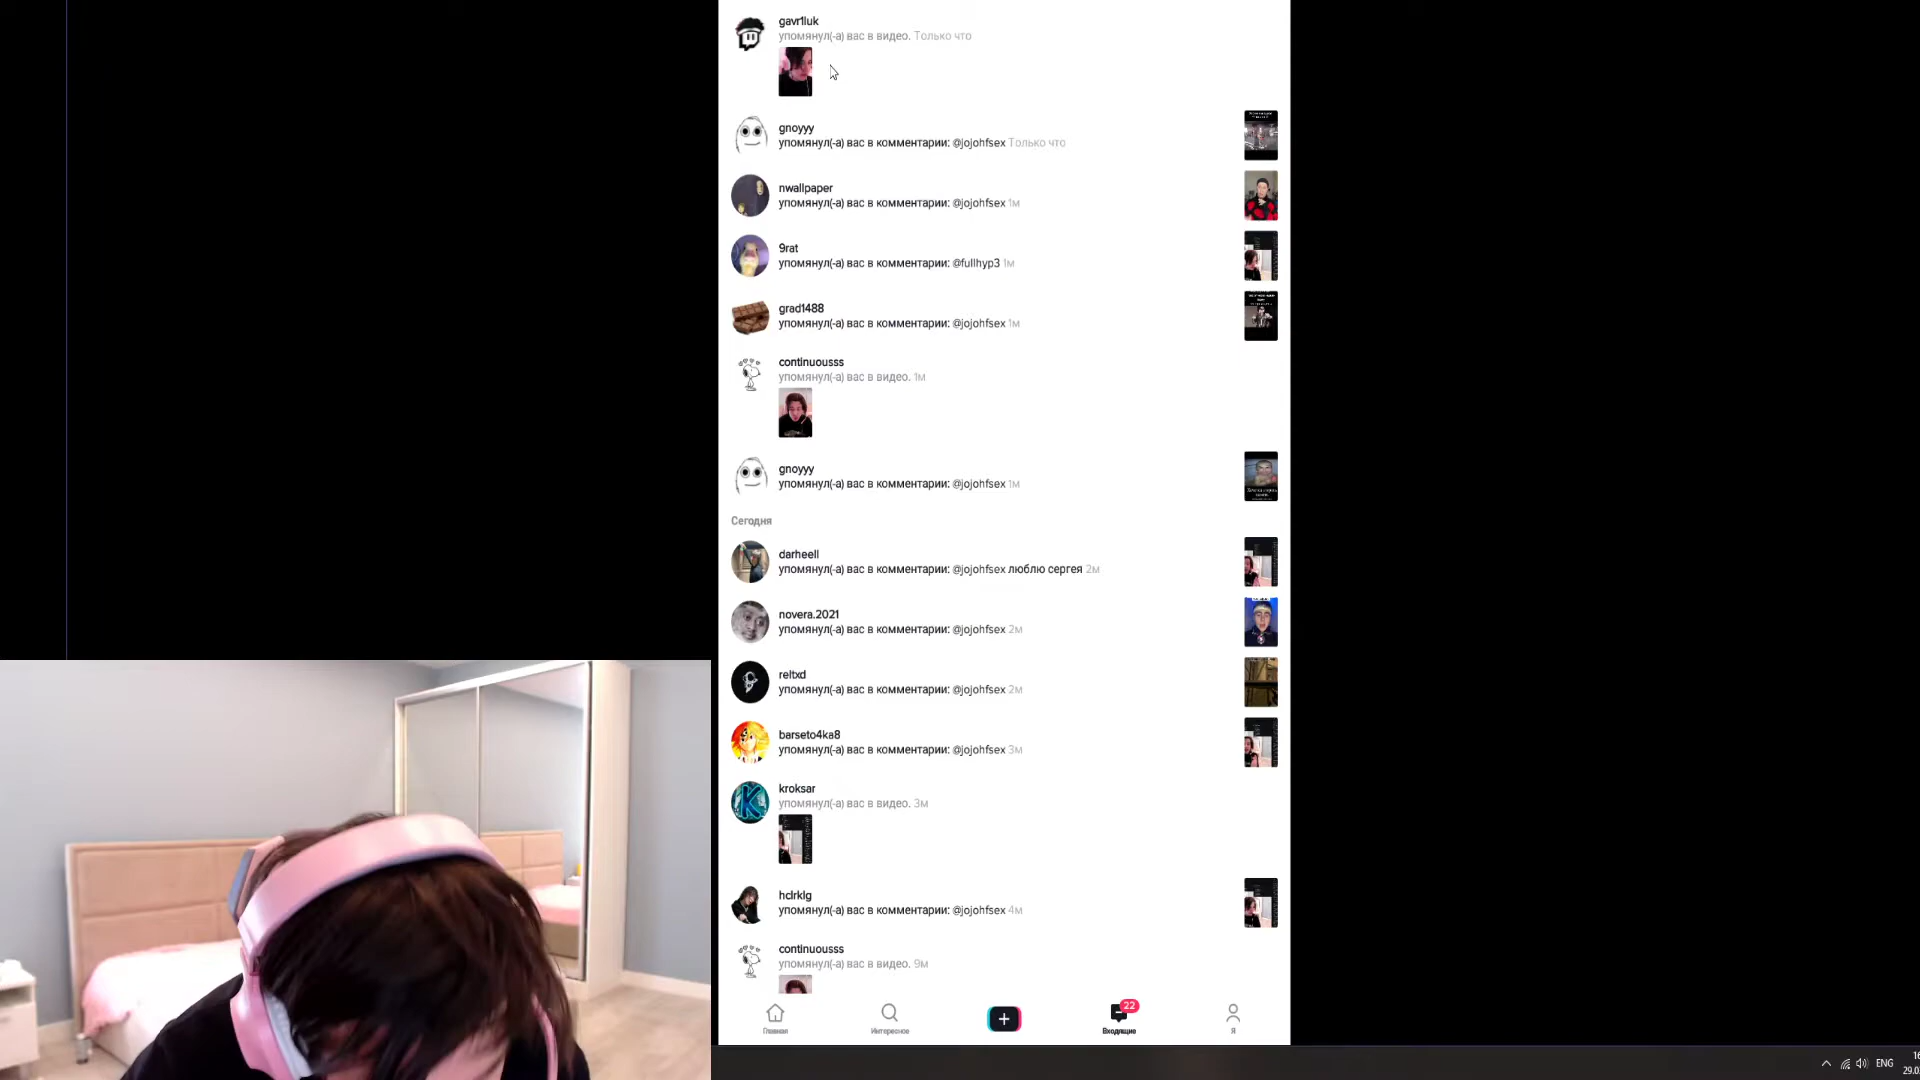 gavr1luk
упомянул(-а) вас в видео. Только что
gnoyyy
упомянул(-а) вас в комментарии: @jojohfsex Только что
nwallpaper
упомянул(-а) вас в комментарии: @jojohfsex 1м
9rat
упомянул(-а) вас в комментарии: @fullhyp3 1м
grad1488
упомянул(-а) вас в комментарии: @jojohfsex 1м
continuousss
упомянул(-а) вас в видео. 1м
gnoyyy
упомянул(-а) вас в комментарии: @jojohfsex 1м
Сегодня
darheell
упомянул(-а) вас в комментарии: @jojohfsex люблю сергея 2м
novera.2021
упомянул(-а) вас в комментарии: @jojohfsex 2м
reltxd
упомянул(-а) вас в комментарии: @jojohfsex 2м
barseto4ka8
упомянул(-а) вас в комментарии: @jojohfsex 3м
kroksar
упомянул(-а) вас в видео. 3м
hclrklg
упомянул(-а) вас в комментарии: @jojohfsex 4м
continuousss
упомянул(-а) вас в видео. 9м
22
Главная
Интересное
Входящие
Я
ENG
16
29.0